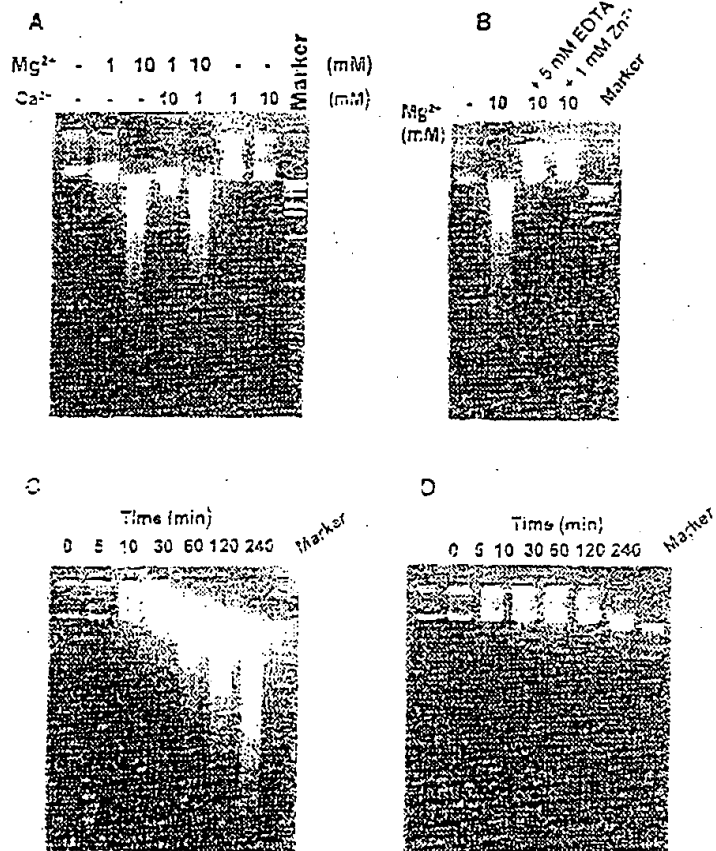 A
Mg²⁺ - 1 10 1 10 - - Marker (mM)
Ca²⁺ - - - 10 1 1 10 (mM)
B
+ 5 mM EDTA
+ 1 mM Zn²⁺
Mg²⁺ - 10 10 10 Marker
(mM)
C
Time (min)
0 5 10 30 60 120 240 Marker
D
Time (min)
0 5 10 30 60 120 240 Marker